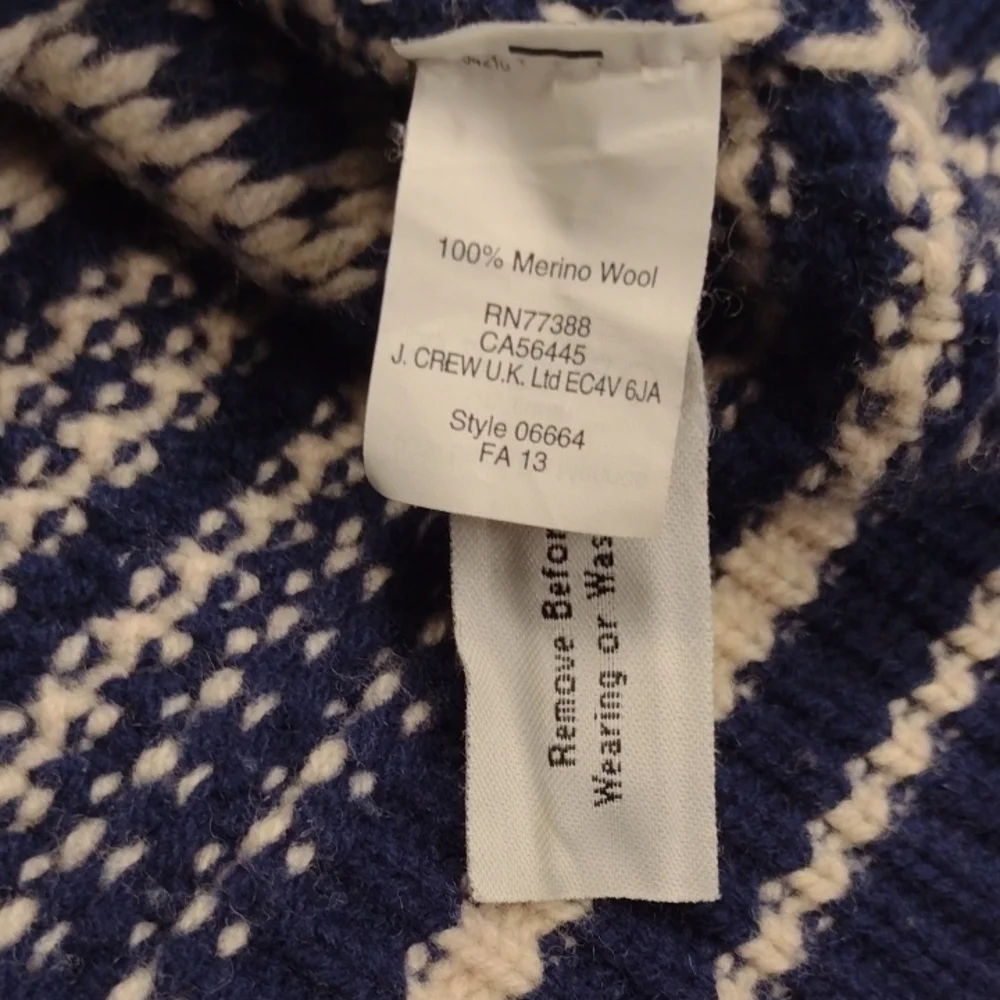 100% Merino Wool
RN77388
CA56445
J. CREW U.K. Ltd EC4V 6JA
Style 06664
FA 13
Remove Befor
Wearing or Was